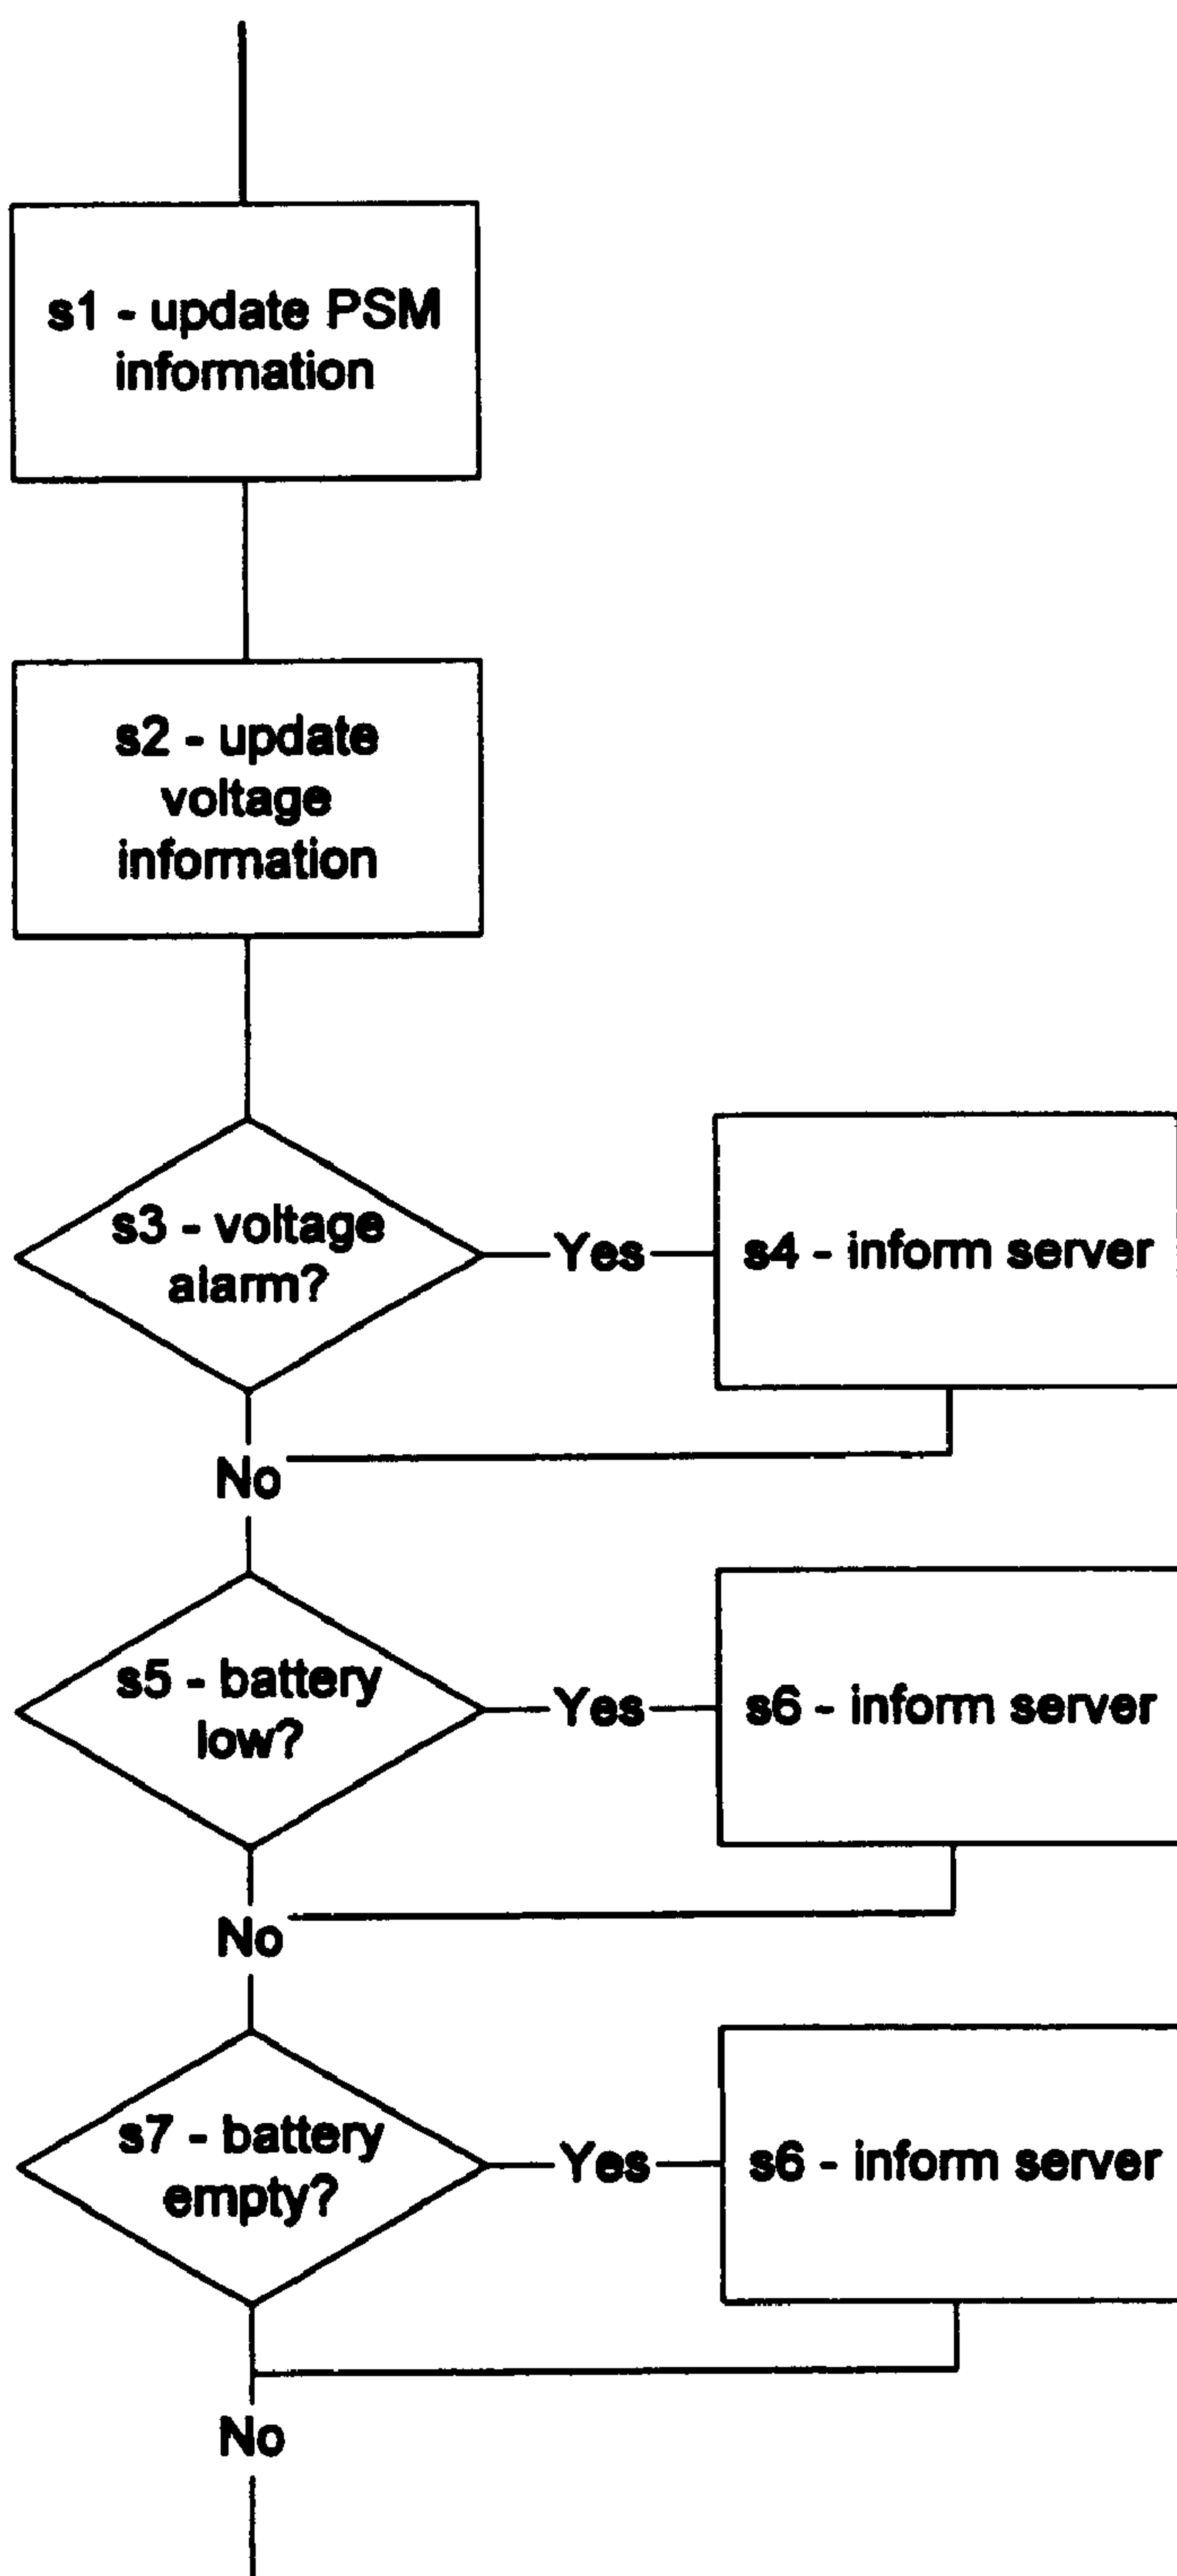 s1 - update PSM
information
s2 - update
voltage
information
s3 - voltage
alarm?
Yes
s4 - inform server
No
s5 - battery
low?
Yes
s6 - inform server
No
s7 - battery
empty?
Yes
s6 - inform server
No